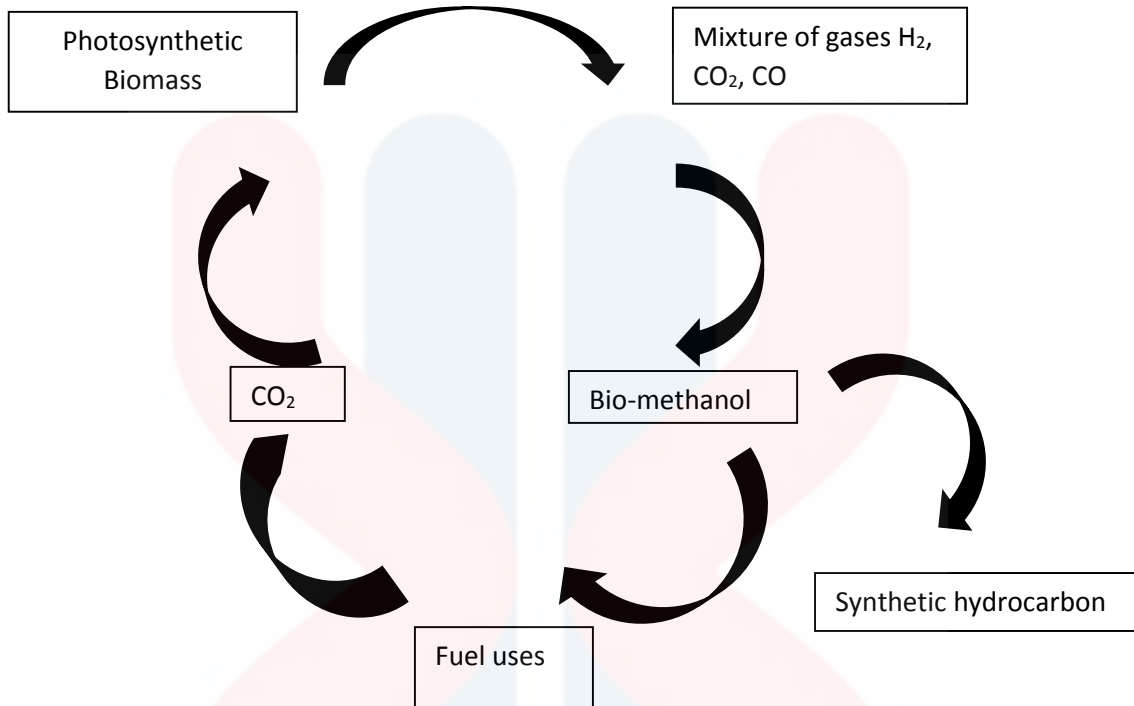 Photosynthetic
Biomass
Mixture of gases H₂,
CO₂, CO
CO₂
Bio-methanol
Synthetic hydrocarbon
Fuel uses